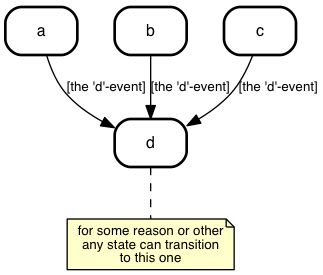 a
b
c
[the 'd'-event]
[the 'd'-event]
[the 'd'-event]
d
for some reason or other
any state can transition
to this one